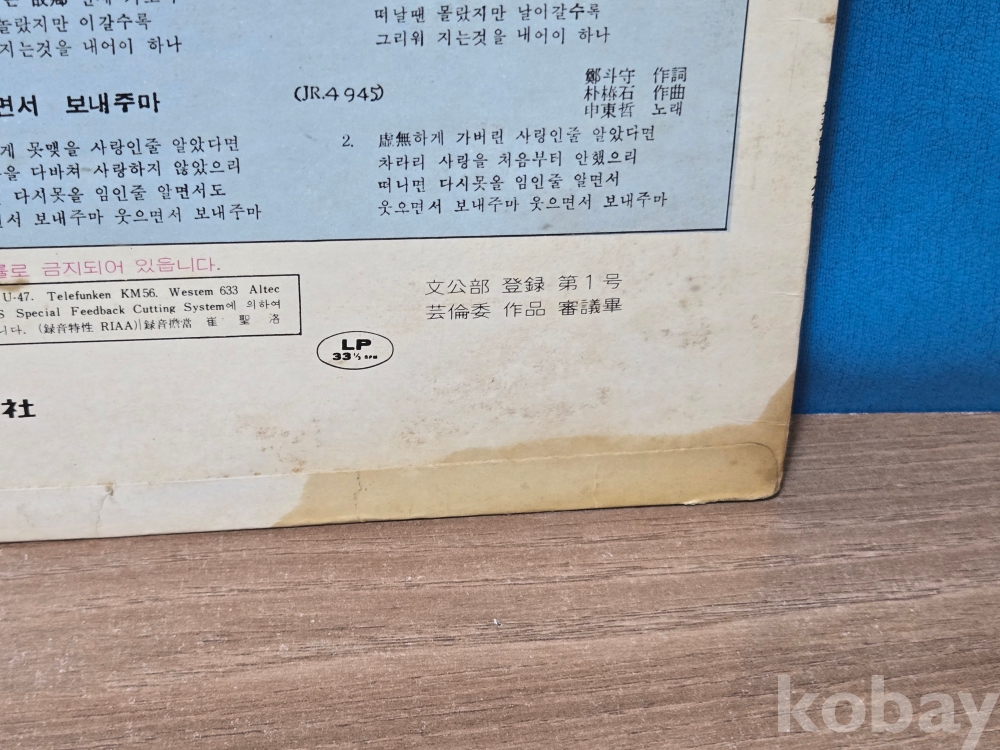 떠날땐 몰랐지만 날이갈수록
놀랐지만 이갈수록
그리워 지는것을 내어이 하나
지는것을 내어이 하나
면서 보내주마
(JR.4945)
鄭斗守 作詞
朴椿石 作曲
申東哲 노래
게 못맺을 사랑인줄 알았다면
을 다바쳐 사랑하지 않았으리
다시못올 임인줄 알면서도
서 보내주마 웃으면서 보내주마
2. 虛無하게 가버린 사랑인줄 알았다면
차라리 사랑을 처음부터 안했으리
떠나면 다시못올 임인줄 알면서
웃으면서 보내주마 웃으면서 보내주마
로 금지되어 있읍니다.
U-47. Telefunken KM56. Westem 633 Altec
S Special Feedback Cutting System에 의하여
니다. (録音特性 RIAA) 録音擔當 崔聖洛
文公部 登録 第1号
芸倫委 作品 審議畢
LP
33 1/3 RPM
社
kobay